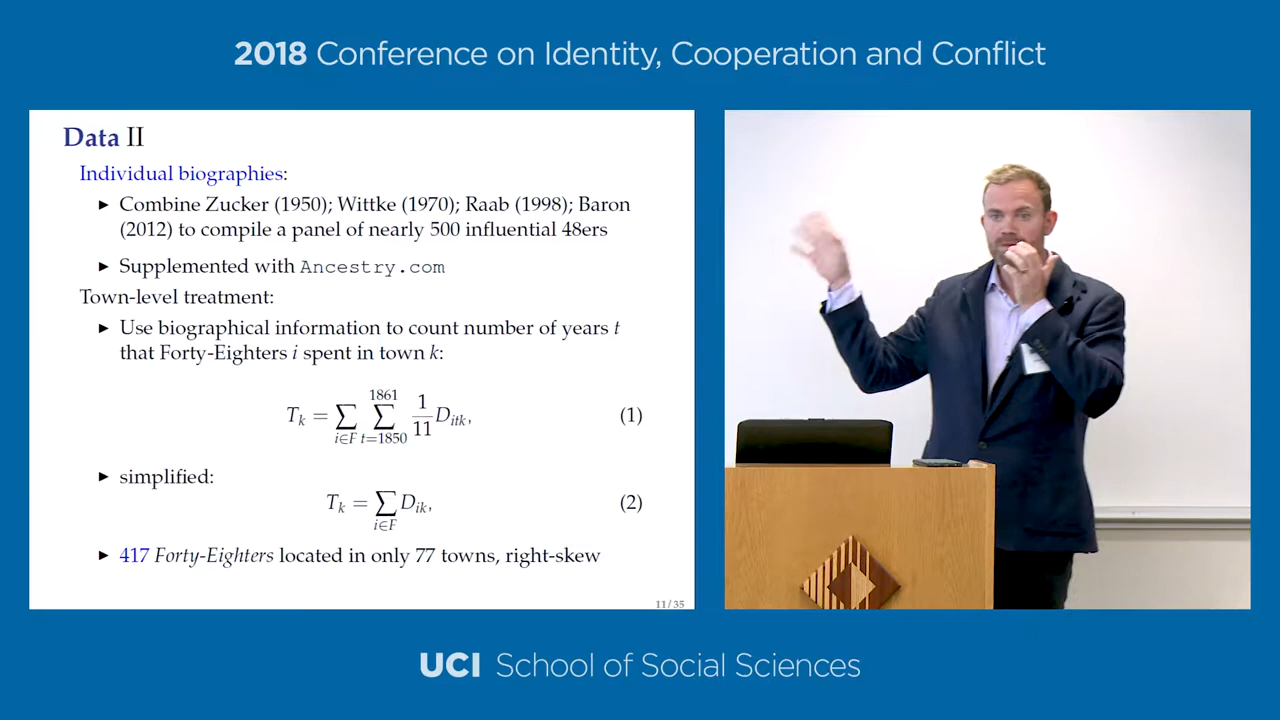 2018 Conference on Identity, Cooperation and Conflict
Data II
Individual biographies:
► Combine Zucker (1950); Wittke (1970); Raab (1998); Baron
(2012) to compile a panel of nearly 500 influential 48ers
► Supplemented with Ancestry.com
Town-level treatment:
► Use biographical information to count number of years t
that Forty-Eighters i spent in town k:
T_k = ∑_{i∈F} ∑_{t=1850}^{1861} 1/11 D_{itk}, (1)
► simplified:
T_k = ∑_{i∈F} D_{ik}, (2)
► 417 Forty-Eighters located in only 77 towns, right-skew
11/35
UCI School of Social Sciences